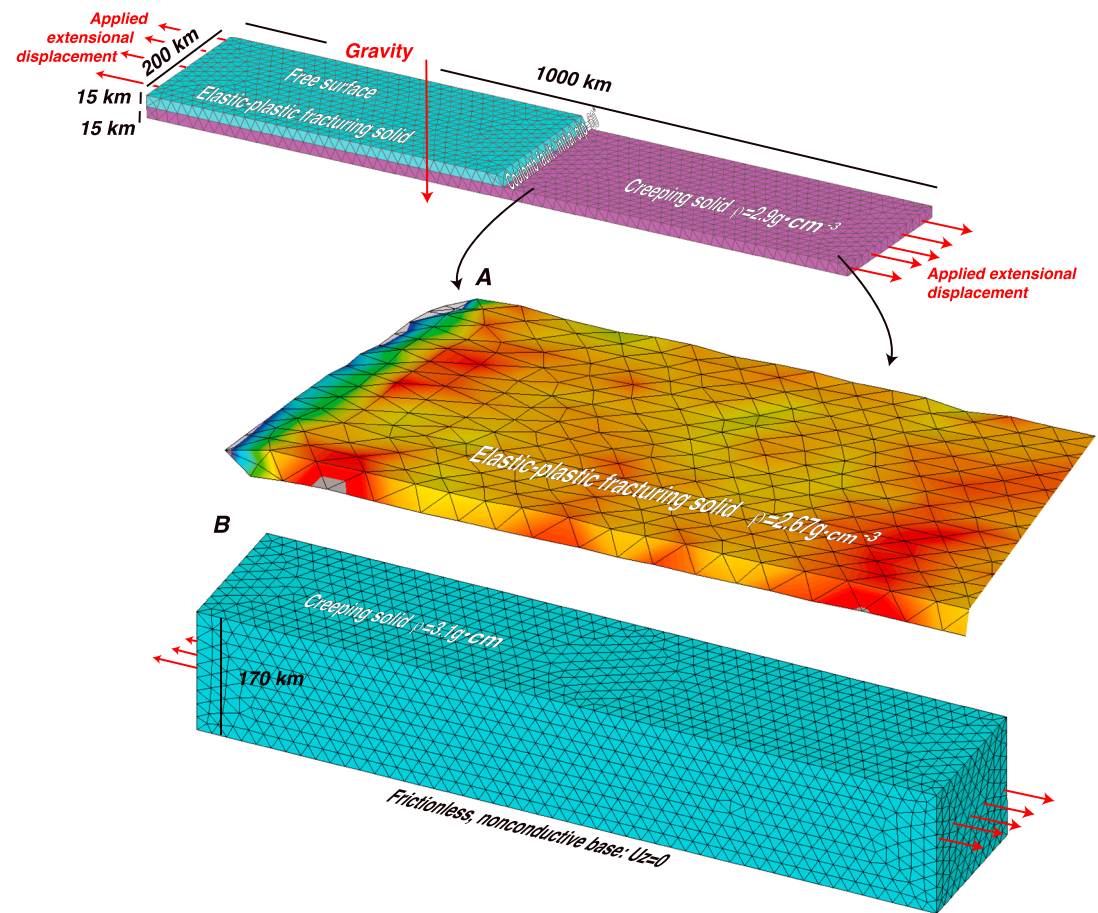 Applied
extensional
displacement
200 km
Gravity
1000 km
15 km
15 km
Free surface
Elastic-plastic fracturing solid
Creeping solid ρ=2.9g·cm -3
Applied extensional
displacement
A
Elastic-plastic fracturing solid ρ=2.67g·cm -3
B
Creeping solid ρ=3.1g·cm
170 km
Frictionless, nonconductive base: Uz=0